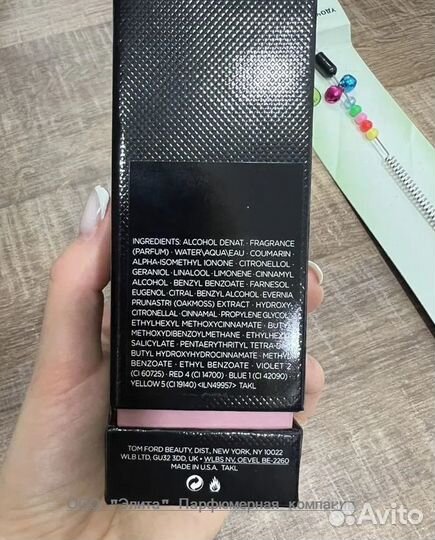 УДОЧ
INGREDIENTS: ALCOHOL DENAT. · FRAGRANCE
(PARFUM) · WATER\AQUA\EAU · COUMARIN ·
ALPHA-ISOMETHYL IONONE · CITRONELLOL ·
GERANIOL · LINALOOL · LIMONENE · CINNAMYL
ALCOHOL · BENZYL BENZOATE · FARNESOL ·
EUGENOL · CITRAL · BENZYL ALCOHOL · EVERNIA
PRUNASTRI (OAKMOSS) EXTRACT · HYDROXY-
CITRONELLAL · CINNAMAL · PROPYLENE GLYCOL ·
ETHYLHEXYL METHOXYCINNAMATE · BUTYL
METHOXYDIBENZOYLMETHANE · ETHYLHEXYL
SALICYLATE · PENTAERYTHRITYL TETRA-DI-T-
BUTYL HYDROXYHYDROCINNAMATE · METHYL
BENZOATE · ETHYL BENZOATE · VIOLET 2
(CI 60725) · RED 4 (CI 14700) · BLUE 1 (CI 42090) ·
YELLOW 5 (CI 19140) <ILN49957> TAKL
TOM FORD BEAUTY, DIST., NEW YORK, NY 10022
WLB LTD, GU32 3DD, UK • WLBS NV, OEVEL BE-2260
MADE IN U.S.A. TAKL
ООО "Элита" Парфюмерная компания
Avito